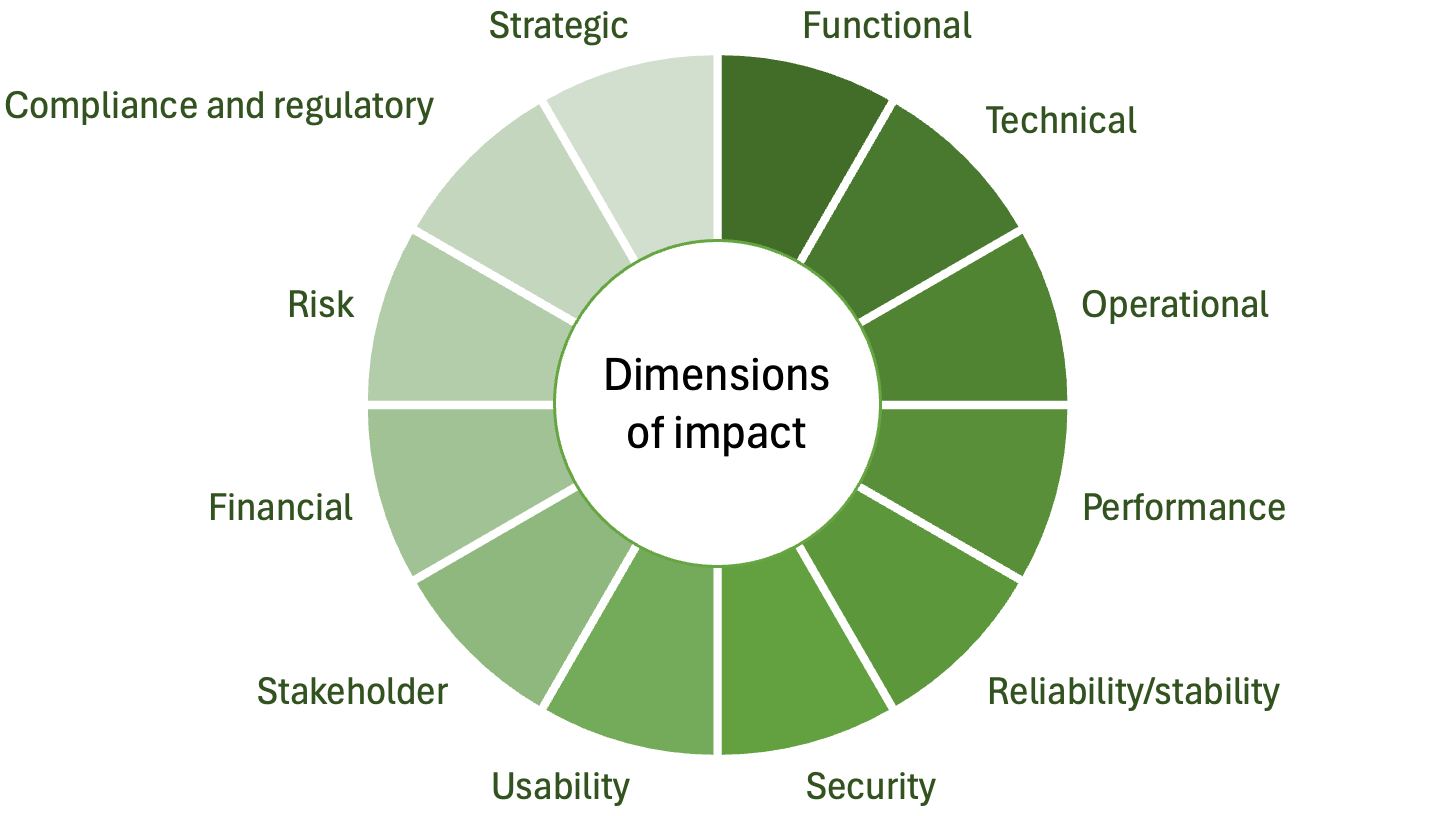 Strategic
Functional
Compliance and regulatory
Technical
Risk
Operational
Dimensions
of impact
Financial
Performance
Stakeholder
Reliability/stability
Usability
Security